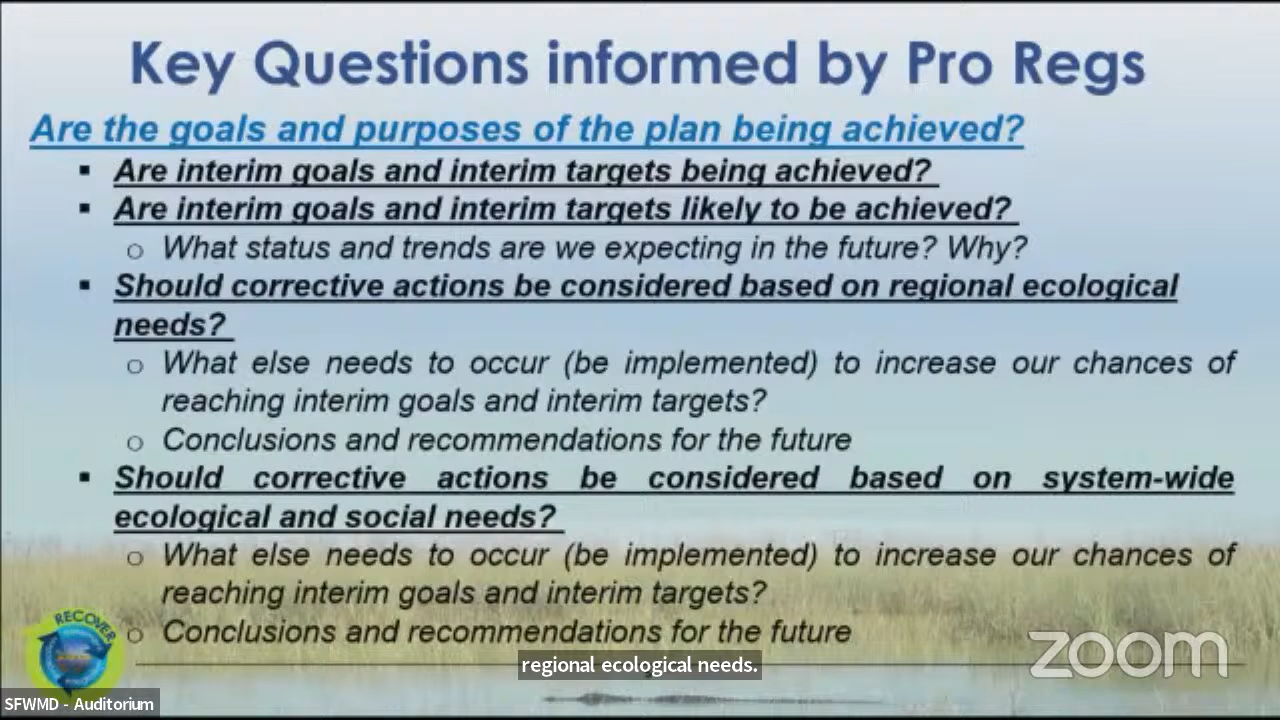 Key Questions informed by Pro Regs
Are the goals and purposes of the plan being achieved?
▪ Are interim goals and interim targets being achieved?
▪ Are interim goals and interim targets likely to be achieved?
o What status and trends are we expecting in the future? Why?
▪ Should corrective actions be considered based on regional ecological
needs?
o What else needs to occur (be implemented) to increase our chances of
reaching interim goals and interim targets?
o Conclusions and recommendations for the future
▪ Should corrective actions be considered based on system-wide
ecological and social needs?
o What else needs to occur (be implemented) to increase our chances of
reaching interim goals and interim targets?
o Conclusions and recommendations for the future
RECOVER
zoom
regional ecological needs.
SFWMD - Auditorium